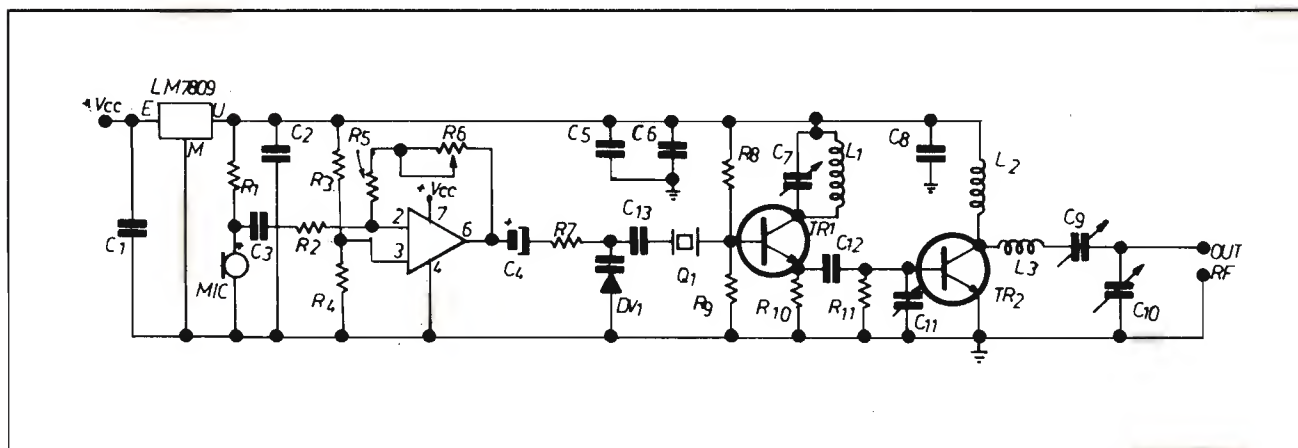 LM7809
+Vcc E U
M
R1
C2
C1
MIC
C3
R2
R3
R4
R5
R6
+Vcc
2 7
3 6
4
C4
R7
C5 C6
C13
DV1
Q1
R8
R9
C7
L1
TR1
C12
R10
R11
C11
C8
L2
TR2
L3
C9
C10
OUT
RF